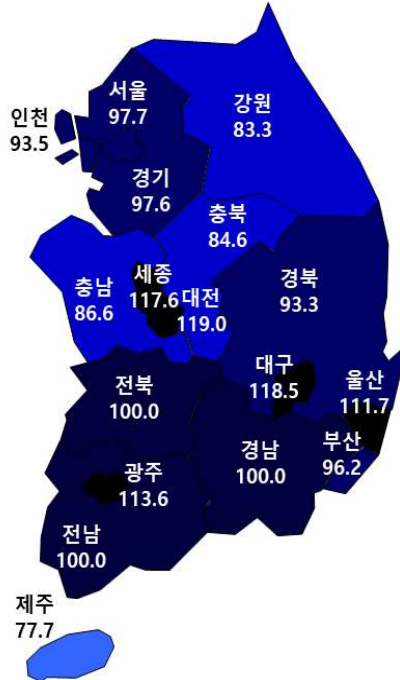 서울
97.7
강원
83.3
인천
93.5
경기
97.6
충북
84.6
세종
117.6
대전
119.0
충남
86.6
경북
93.3
대구
118.5
울산
111.7
전북
100.0
경남
100.0
부산
96.2
광주
113.6
전남
100.0
제주
77.7